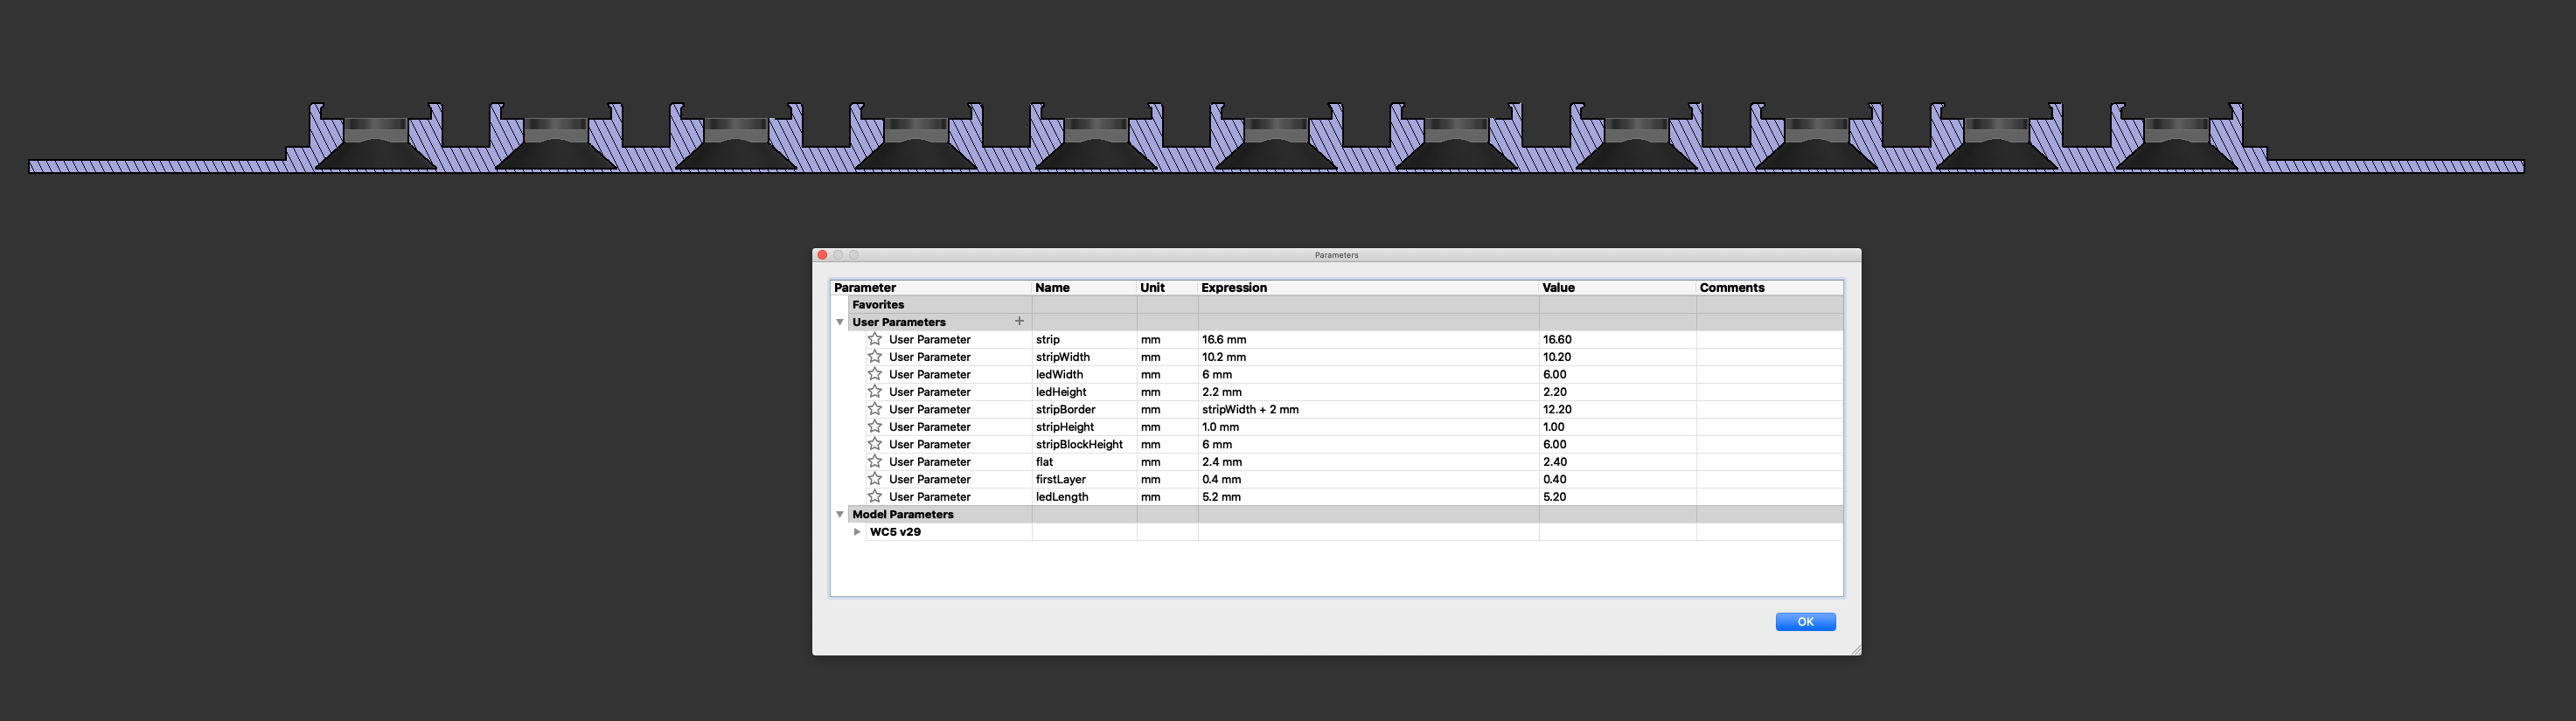 Parameters
Parameter Name Unit Expression Value Comments
Favorites
User Parameters +
User Parameter strip mm 16.6 mm 16.60
User Parameter stripWidth mm 10.2 mm 10.20
User Parameter ledWidth mm 6 mm 6.00
User Parameter ledHeight mm 2.2 mm 2.20
User Parameter stripBorder mm stripWidth + 2 mm 12.20
User Parameter stripHeight mm 1.0 mm 1.00
User Parameter stripBlockHeight mm 6 mm 6.00
User Parameter flat mm 2.4 mm 2.40
User Parameter firstLayer mm 0.4 mm 0.40
User Parameter ledLength mm 5.2 mm 5.20
Model Parameters
WC5 v29
OK